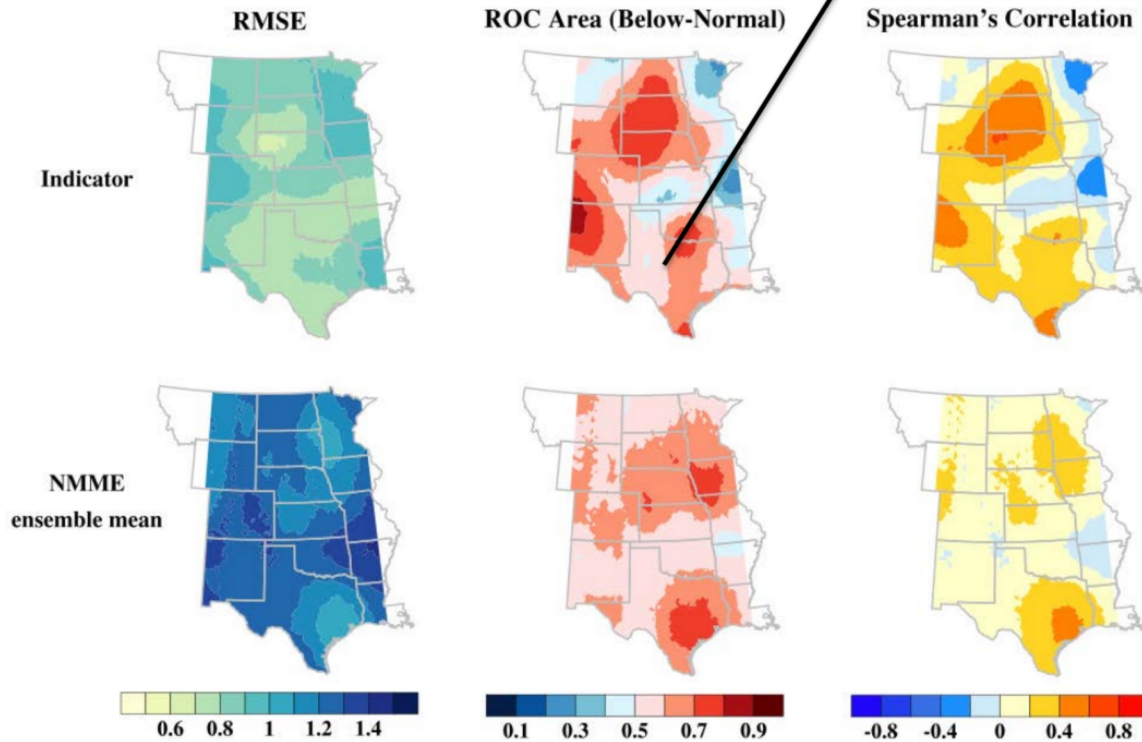 RMSE
ROC Area (Below-Normal)
Spearman's Correlation
Indicator
NMME
ensemble mean
0.6 0.8 1 1.2 1.4
0.1 0.3 0.5 0.7 0.9
-0.8 -0.4 0 0.4 0.8